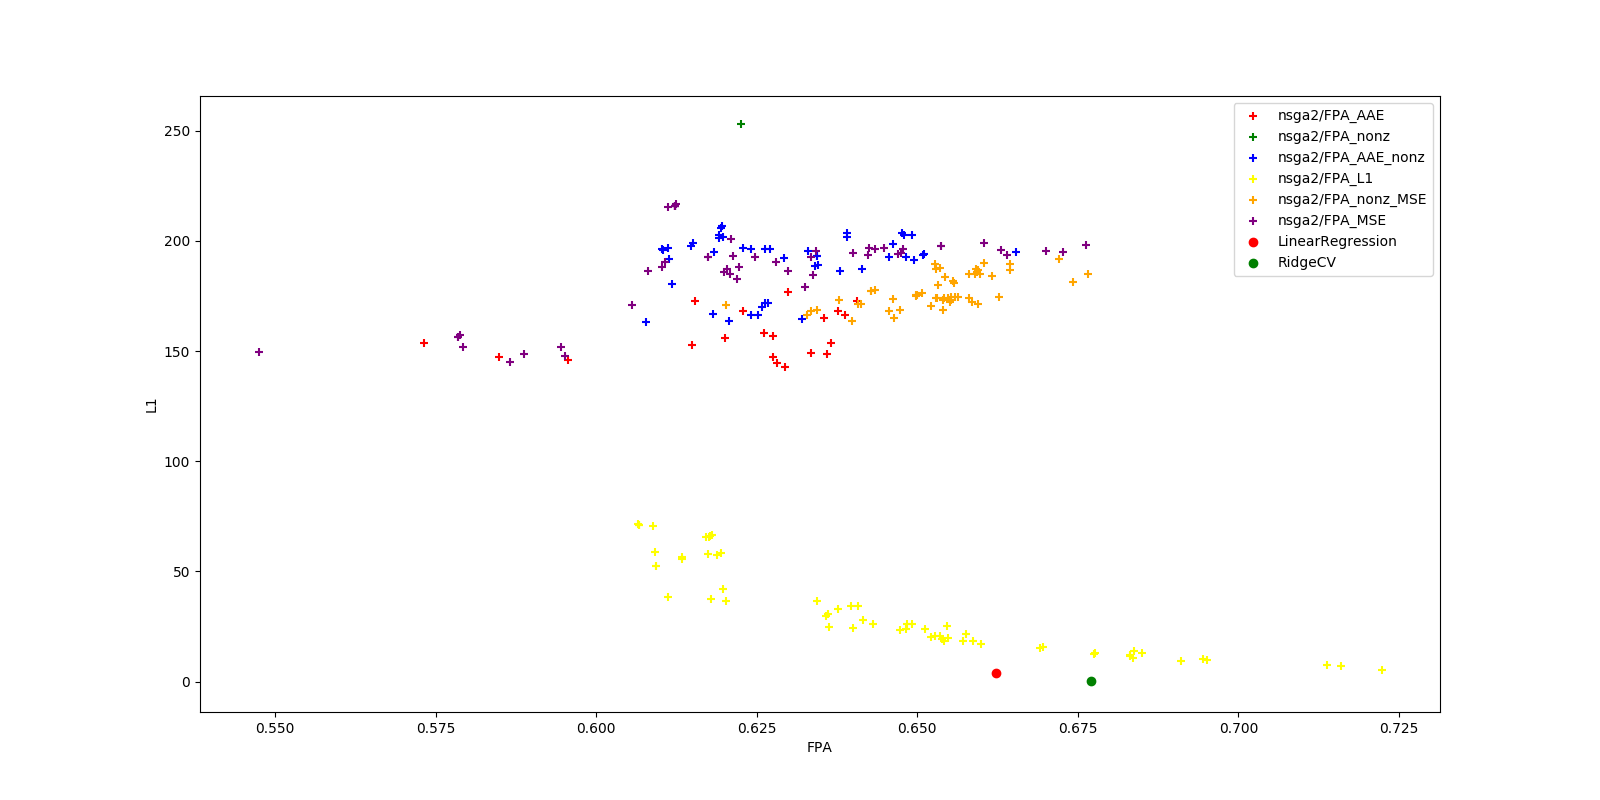 nsga2/FPA_AAE
nsga2/FPA_nonz
nsga2/FPA_AAE_nonz
nsga2/FPA_L1
nsga2/FPA_nonz_MSE
nsga2/FPA_MSE
LinearRegression
RidgeCV
250
200
150
100
50
0
L1
0.550 0.575 0.600 0.625 0.650 0.675 0.700 0.725
FPA